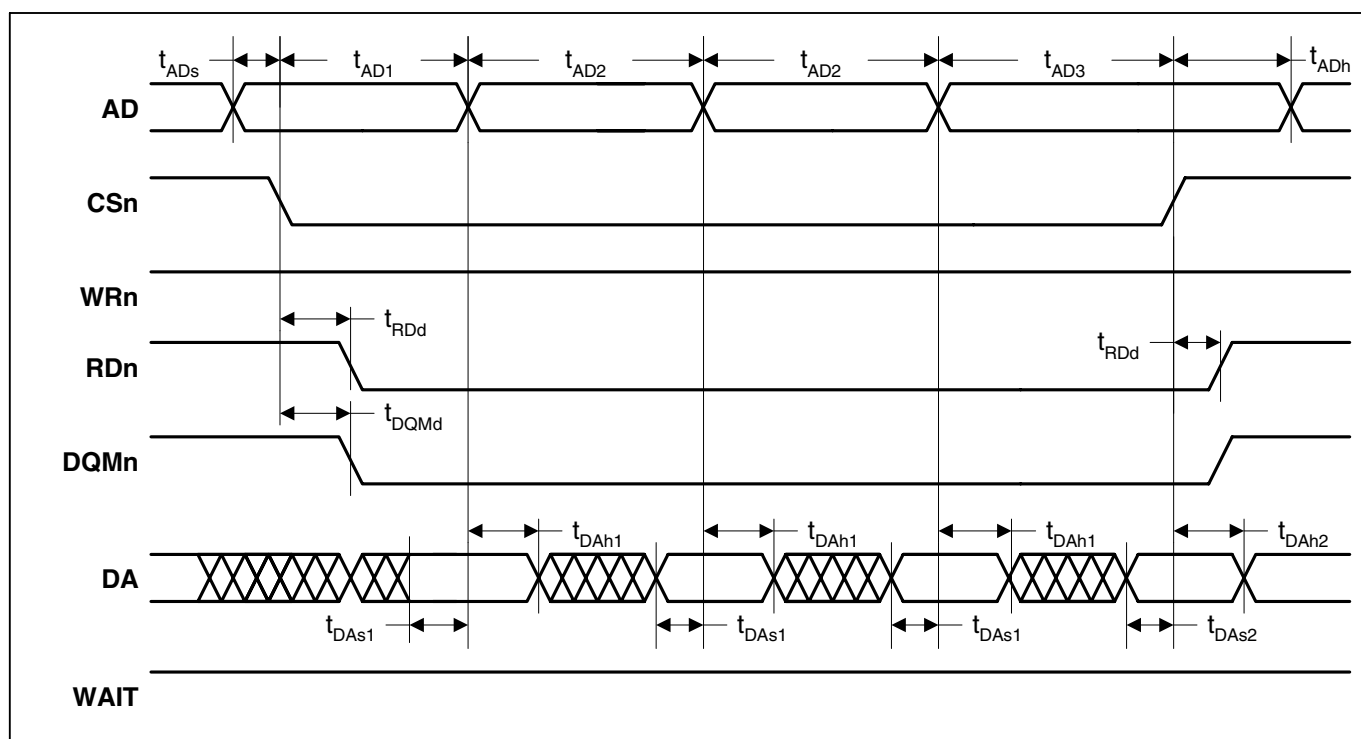 tADs tAD1 tAD2 tAD2 tAD3 tADh
AD
CSn
WRn
tRDd tRDd
RDn
tDQMd
DQMn
tDAh1 tDAh1 tDAh1 tDAh2
DA
tDAs1 tDAs1 tDAs1 tDAs2
WAIT